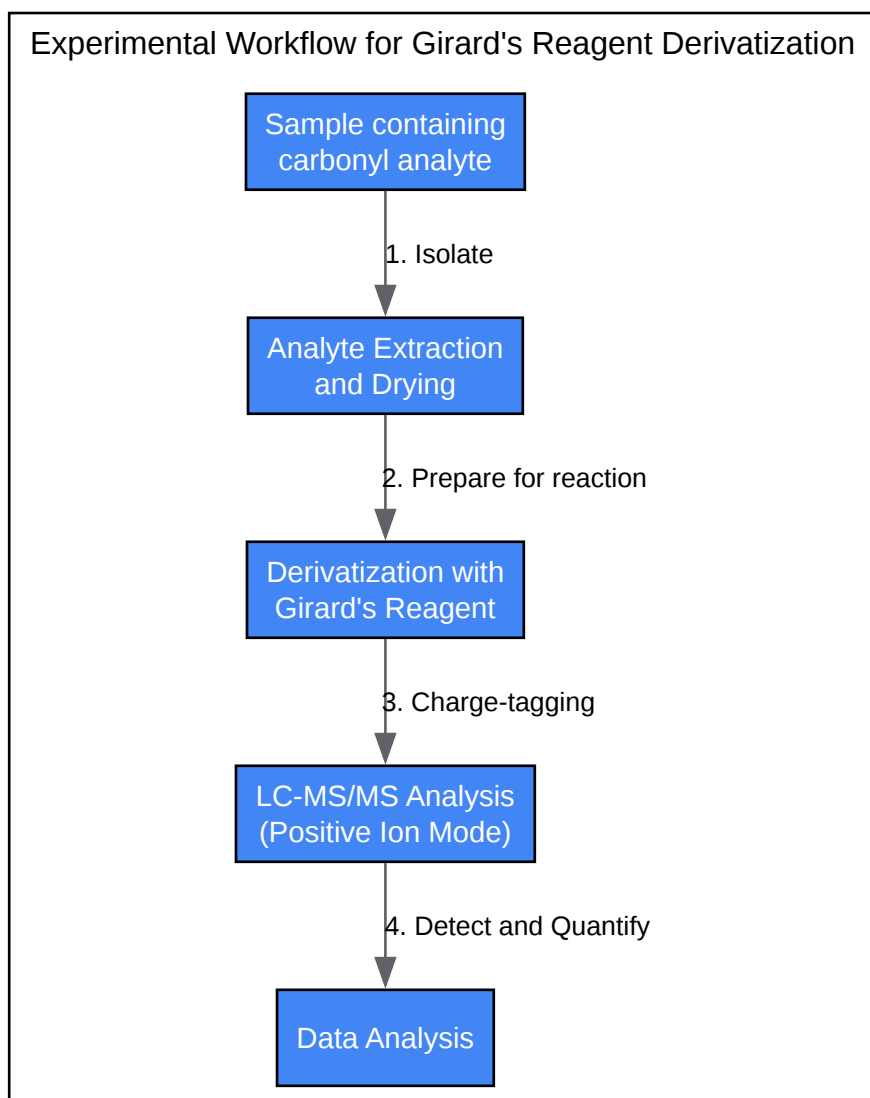 Experimental Workflow for Girard's Reagent Derivatization
Sample containing
carbonyl analyte
1. Isolate
Analyte Extraction
and Drying
2. Prepare for reaction
Derivatization with
Girard's Reagent
3. Charge-tagging
LC-MS/MS Analysis
(Positive Ion Mode)
4. Detect and Quantify
Data Analysis